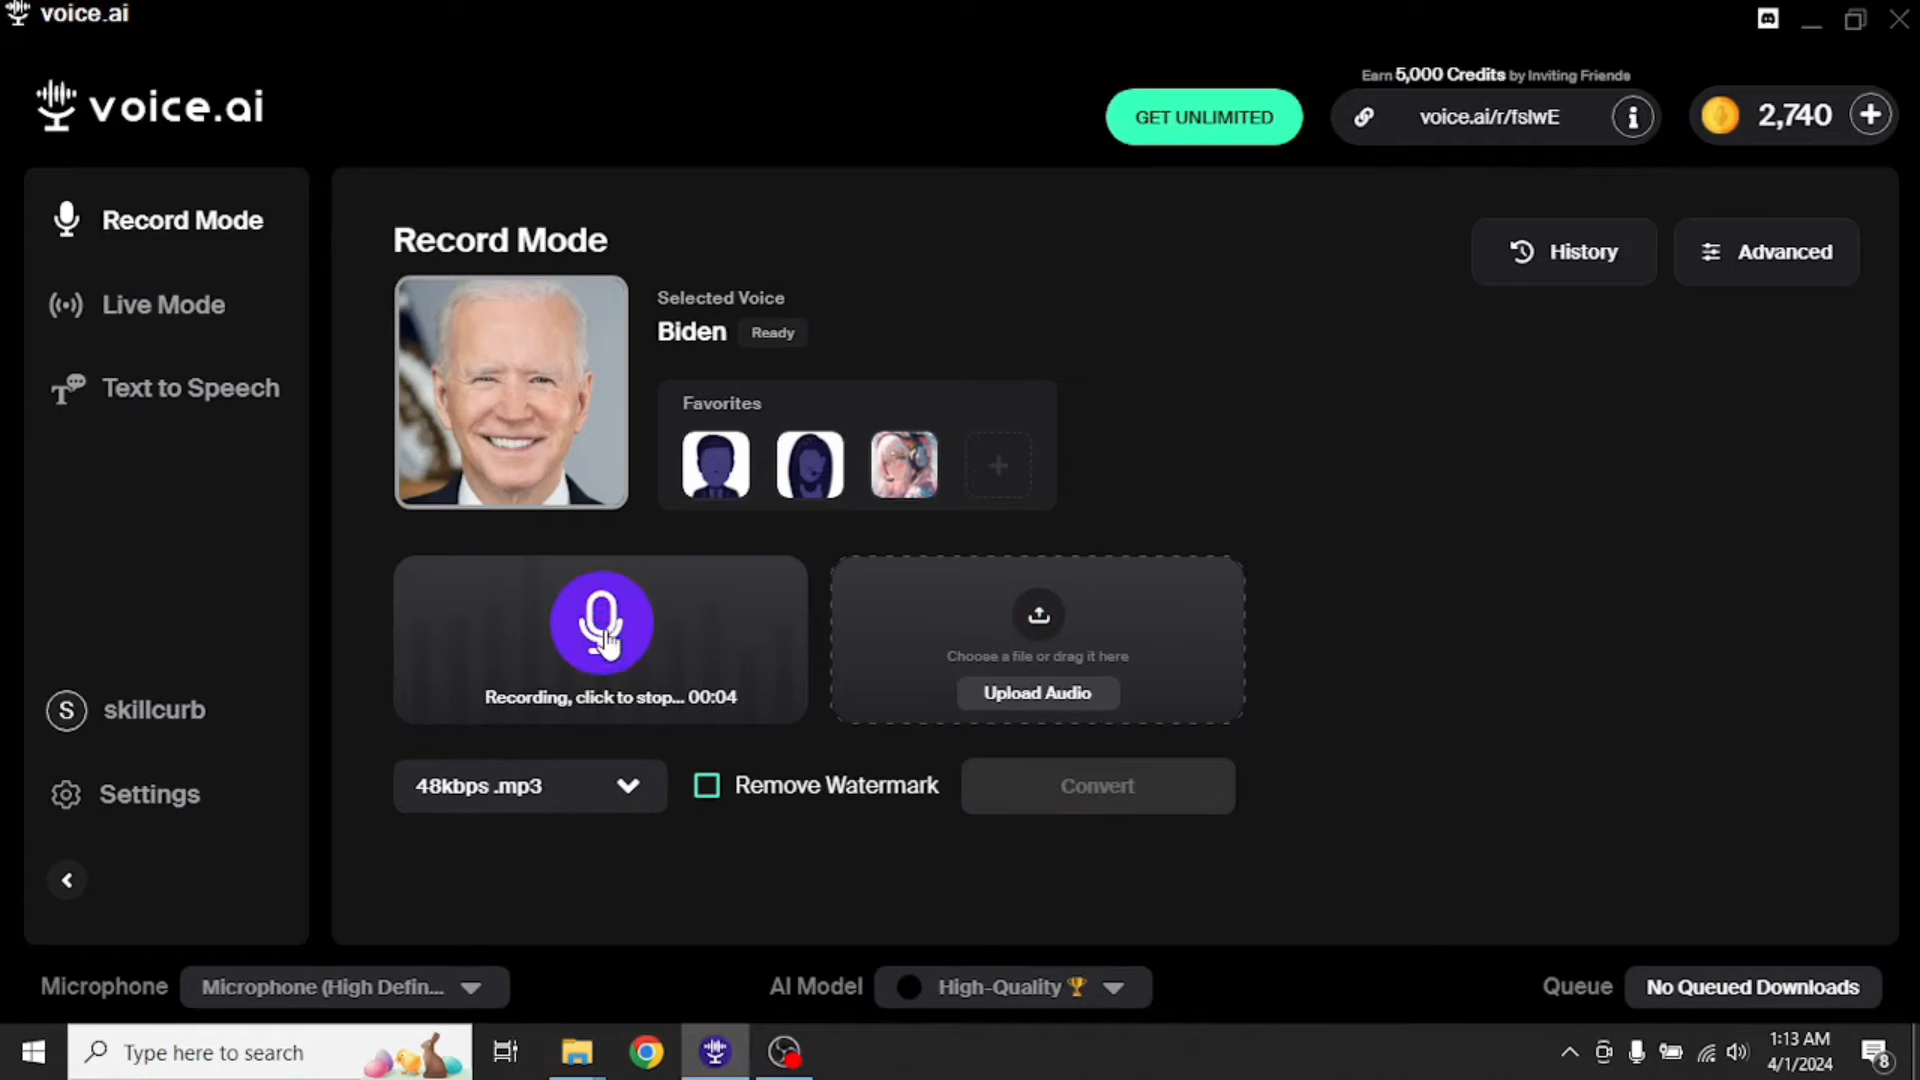 voice.ai
voice.ai
GET UNLIMITED
Earn 5,000 Credits by Inviting Friends
voice.ai/r/fslwE
2,740
Record Mode
Live Mode
Text to Speech
S skillcurb
Settings
Record Mode
History
Advanced
Selected Voice
Biden Ready
Favorites
Recording, click to stop... 00:04
Choose a file or drag it here
Upload Audio
48kbps .mp3
Remove Watermark
Convert
Microphone Microphone (High Defin...
AI Model High-Quality
Queue No Queued Downloads
Type here to search
1:13 AM
4/1/2024
8